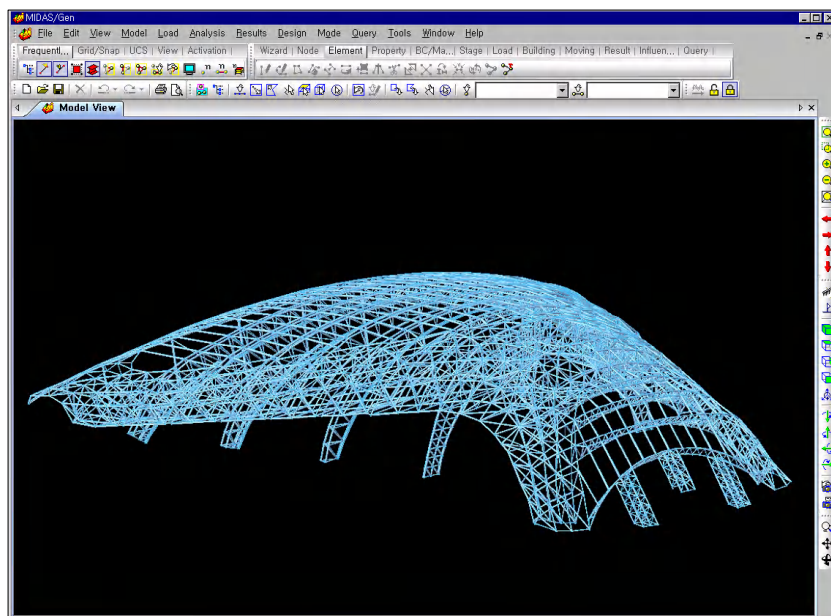 MIDAS/Gen
File Edit View Model Load Analysis Results Design Mode Query Tools Window Help
Frequentl... Grid/Snap UCS View Activation Wizard Node Element Property BC/Ma... Stage Load Building Moving Result Influen... Query
Model View